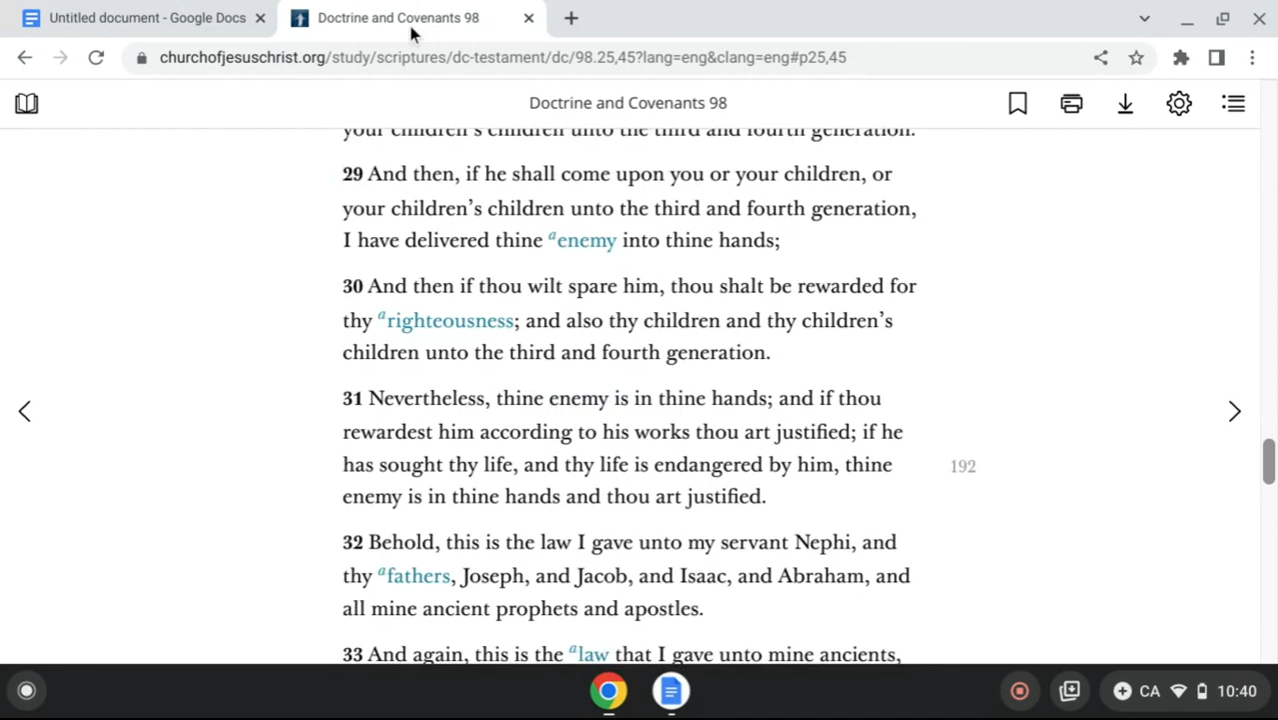 Untitled document - Google Docs
Doctrine and Covenants 98
churchofjesuschrist.org/study/scriptures/dc-testament/dc/98.25,45?lang=eng&clang=eng#p25,45
Doctrine and Covenants 98
your children's children unto the third and fourth generation.
29 And then, if he shall come upon you or your children, or
your children’s children unto the third and fourth generation,
I have delivered thine a enemy into thine hands;
30 And then if thou wilt spare him, thou shalt be rewarded for
thy a righteousness; and also thy children and thy children’s
children unto the third and fourth generation.
31 Nevertheless, thine enemy is in thine hands; and if thou
rewardest him according to his works thou art justified; if he
has sought thy life, and thy life is endangered by him, thine
192
enemy is in thine hands and thou art justified.
32 Behold, this is the law I gave unto my servant Nephi, and
thy a fathers, Joseph, and Jacob, and Isaac, and Abraham, and
all mine ancient prophets and apostles.
33 And again, this is the a law that I gave unto mine ancients,
CA
10:40